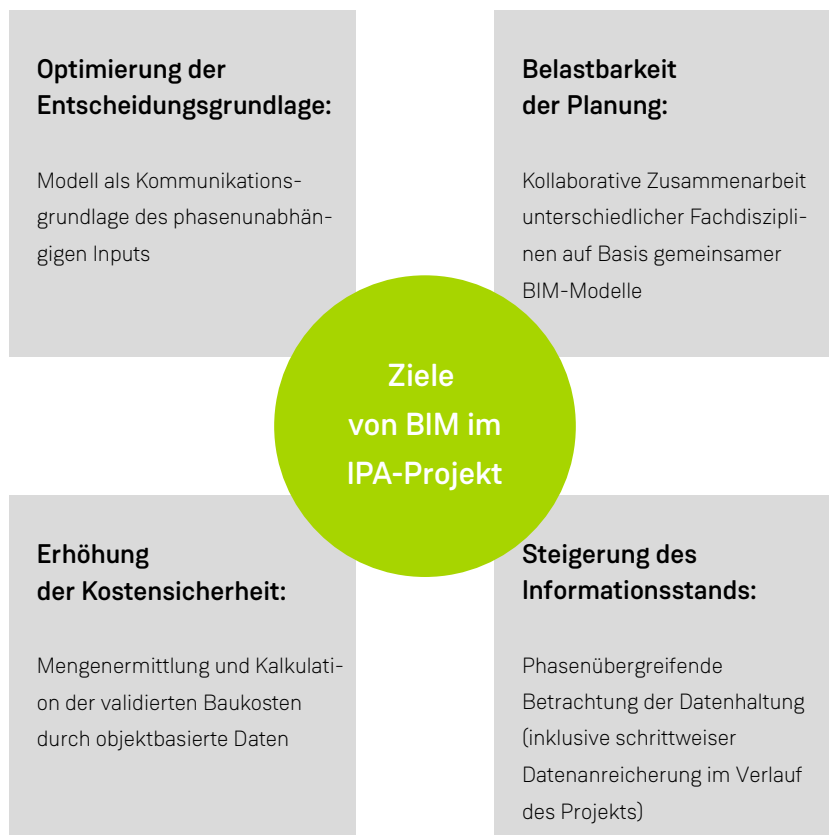 Optimierung der
Entscheidungsgrundlage:
Modell als Kommunikations-
grundlage des phasenunabhän-
gigen Inputs
Belastbarkeit
der Planung:
Kollaborative Zusammenarbeit
unterschiedlicher Fachdiszipli-
nen auf Basis gemeinsamer
BIM-Modelle
Ziele
von BIM im
IPA-Projekt
Erhöhung
der Kostensicherheit:
Mengenermittlung und Kalkulati-
on der validierten Baukosten
durch objektbasierte Daten
Steigerung des
Informationsstands:
Phasenübergreifende
Betrachtung der Datenhaltung
(inklusive schrittweiser
Datenanreicherung im Verlauf
des Projekts)